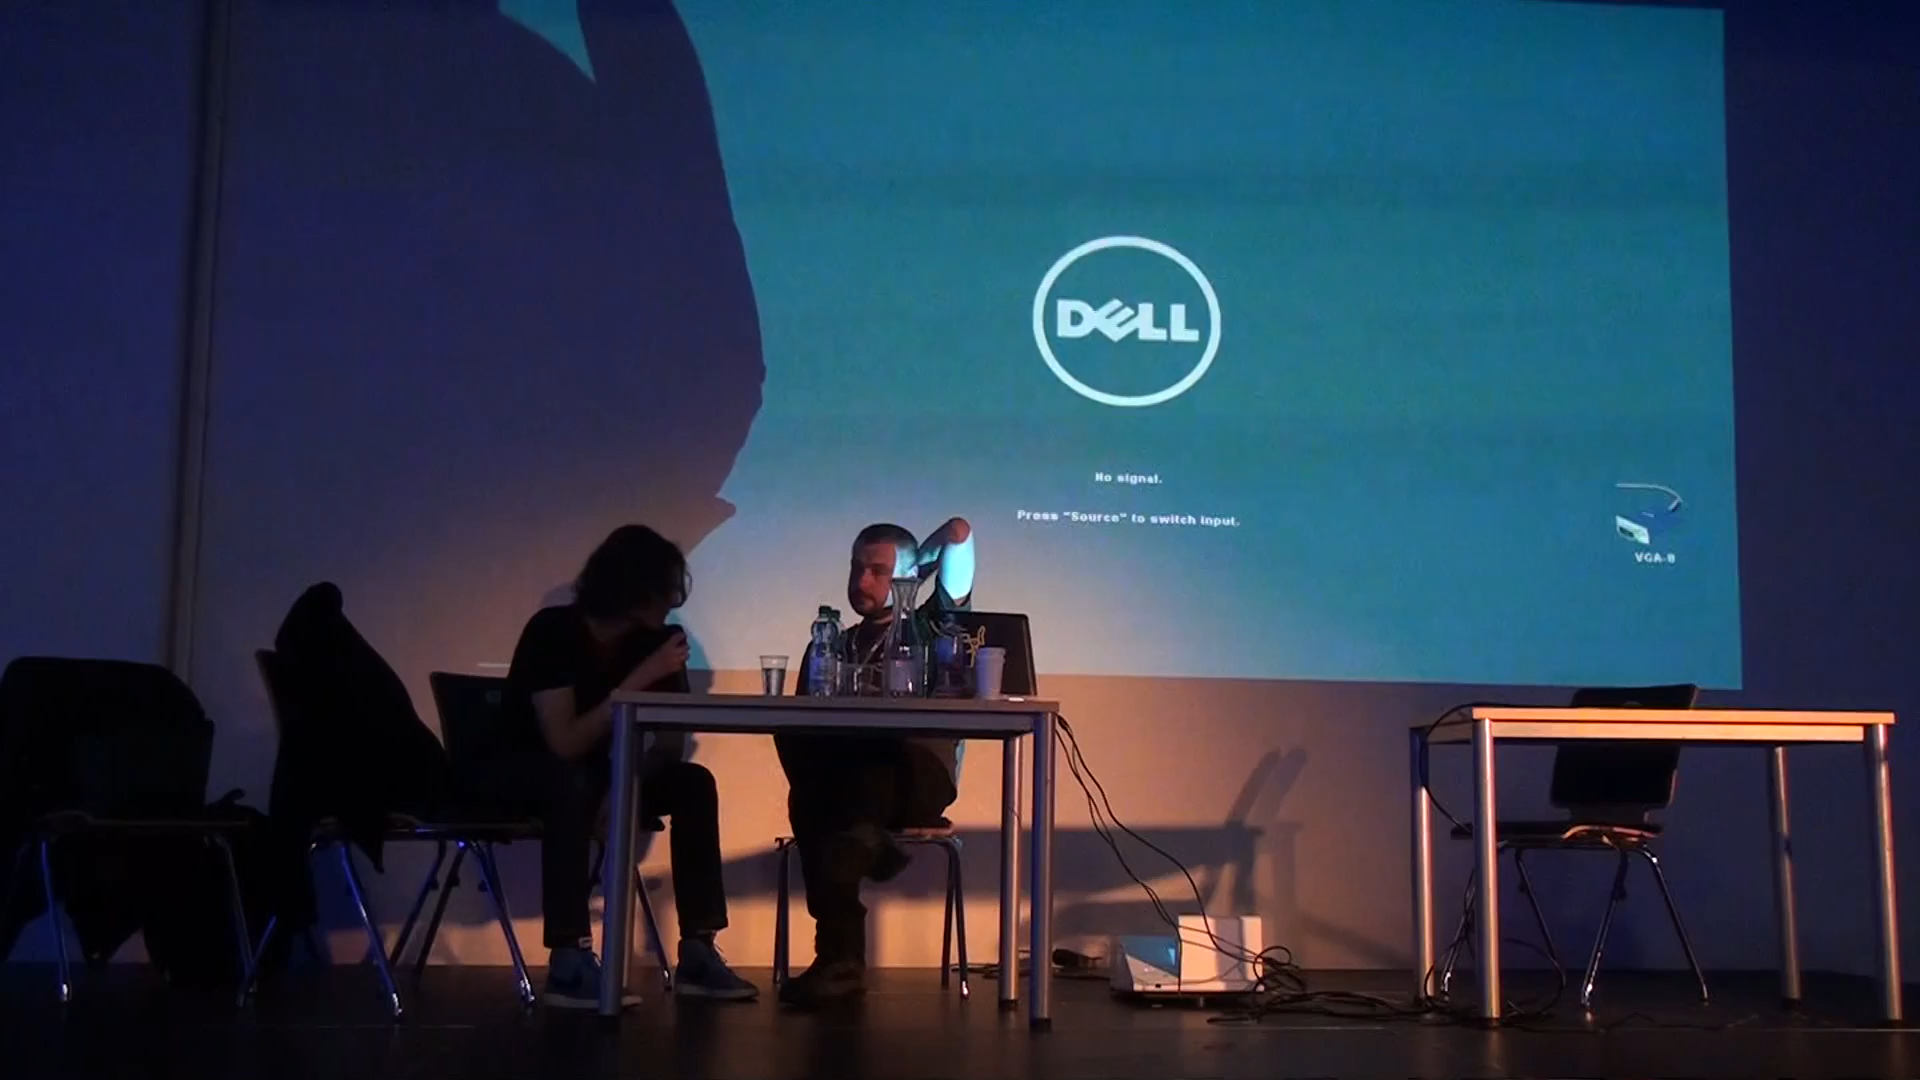 DELL
No signal.
Press "Source" to switch input.
VGA-B